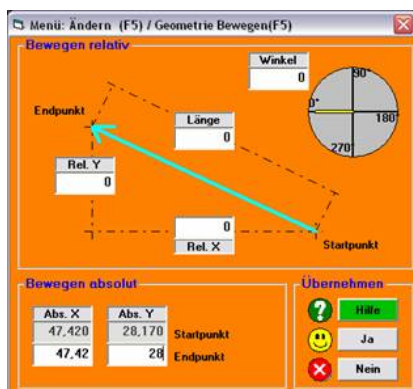 Menü: Ändern (F5) / Geometrie Bewegen(F5)
Bewegen relativ
Winkel
0
90°
0°
180°
270°
Endpunkt
Länge
0
Rel. Y
0
0
Rel. X
Startpunkt
Bewegen absolut
Abs. X
Abs. Y
47,420
28,170
Startpunkt
47,42
28
Endpunkt
Übernehmen
Hilfe
Ja
Nein